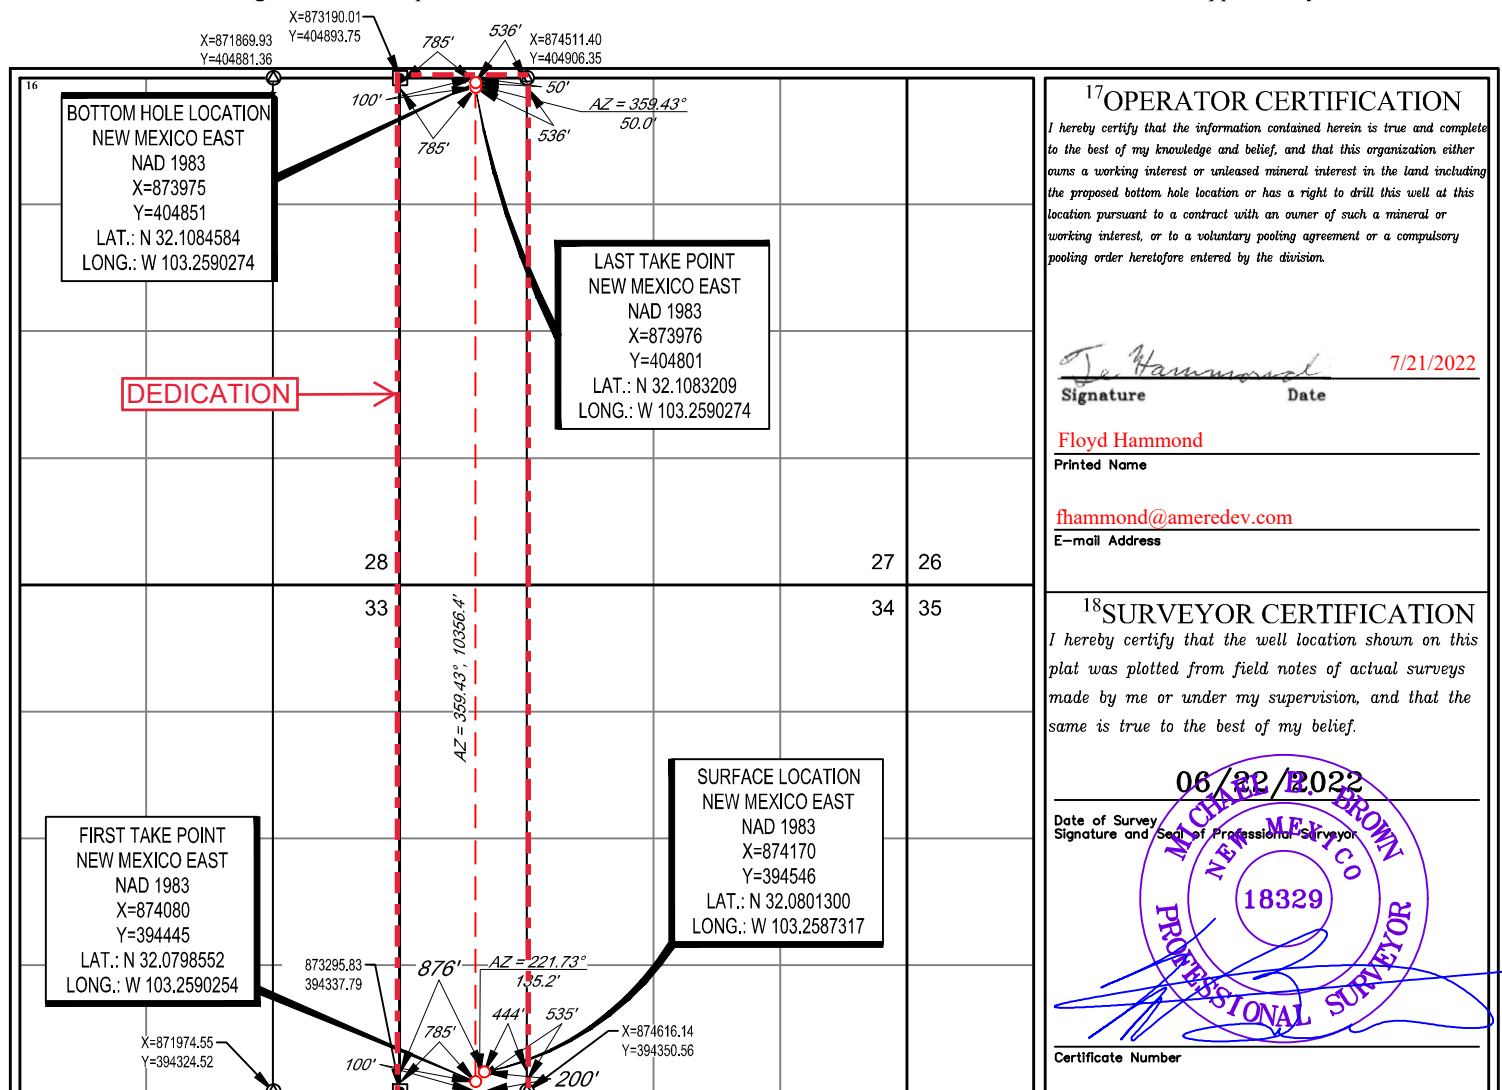 X=873190.01
Y=404893.75
X=871869.93
Y=404881.36
785'
536'
X=874511.40
Y=404906.35
16
100'
50'
AZ = 359.43°
50.0'
785'
536'
BOTTOM HOLE LOCATION
NEW MEXICO EAST
NAD 1983
X=873975
Y=404851
LAT.: N 32.1084584
LONG.: W 103.2590274
LAST TAKE POINT
NEW MEXICO EAST
NAD 1983
X=873976
Y=404801
LAT.: N 32.1083209
LONG.: W 103.2590274
DEDICATION
28
27 26
33
34 35
AZ = 359.43°, 10356.4'
SURFACE LOCATION
NEW MEXICO EAST
NAD 1983
X=874170
Y=394546
LAT.: N 32.0801300
LONG.: W 103.2587317
FIRST TAKE POINT
NEW MEXICO EAST
NAD 1983
X=874080
Y=394445
LAT.: N 32.0798552
LONG.: W 103.2590254
873295.83
394337.79
876'
AZ = 221.73°
135.2'
785'
444'
535'
X=874616.14
Y=394350.56
X=871974.55
Y=394324.52
100'
200'
17 OPERATOR CERTIFICATION
I hereby certify that the information contained herein is true and complete
to the best of my knowledge and belief, and that this organization either
owns a working interest or unleased mineral interest in the land including
the proposed bottom hole location or has a right to drill this well at this
location pursuant to a contract with an owner of such a mineral or
working interest, or to a voluntary pooling agreement or a compulsory
pooling order heretofore entered by the division.
7/21/2022
Signature Date
Floyd Hammond
Printed Name
fhammond@ameredev.com
E-mail Address
18 SURVEYOR CERTIFICATION
I hereby certify that the well location shown on this
plat was plotted from field notes of actual surveys
made by me or under my supervision, and that the
same is true to the best of my belief.
06/22/2022
Date of Survey
Signature and Seal of Professional Surveyor
MICHAEL B. BROWN
NEW MEXICO
18329
PROFESSIONAL SURVEYOR
Certificate Number